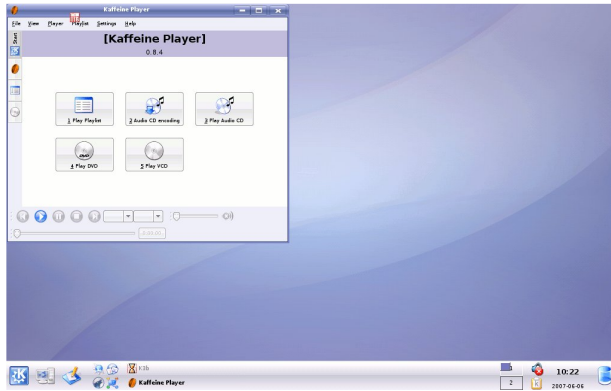 Kaffeine Player
File View Player Playlist Settings Help
Start
[Kaffeine Player]
0.8.4
1 Play Playlist
2 Audio CD encoding
3 Play Audio CD
DVD
4 Play DVD
5 Play VCD
0:00:00
K3b
Kaffeine Player
2
10:22
2007-06-06